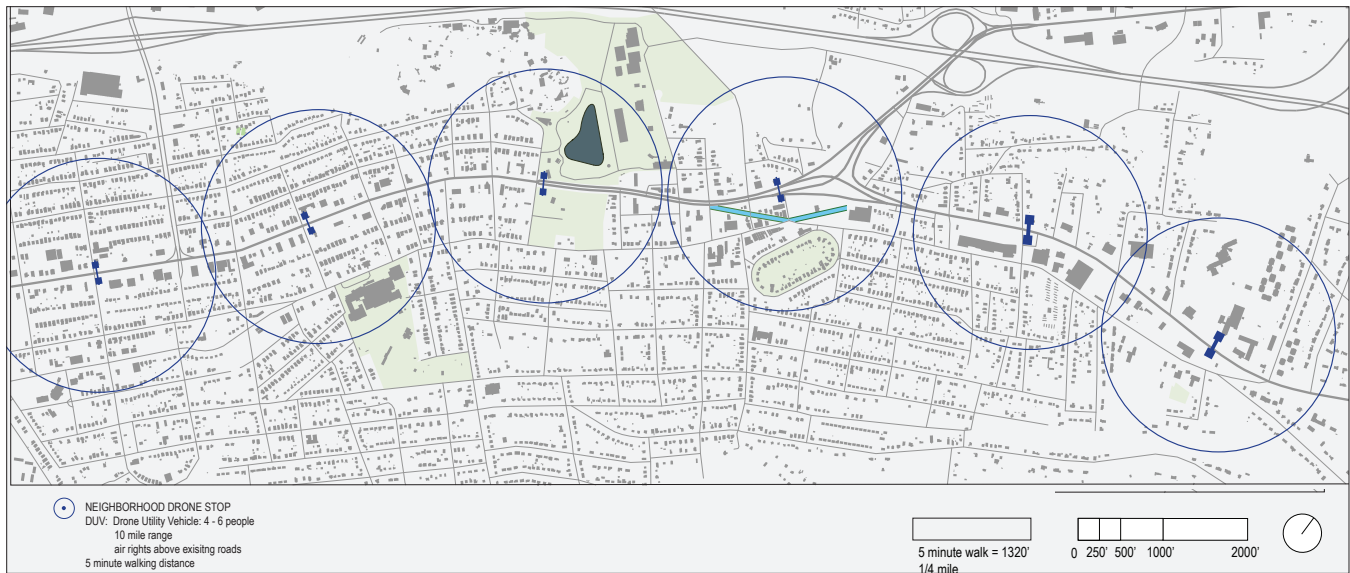 NEIGHBORHOOD DRONE STOP
DUV: Drone Utility Vehicle: 4 - 6 people
10 mile range
air rights above exisitng roads
5 minute walking distance
5 minute walk = 1320'
1/4 mile
0 250' 500' 1000' 2000'